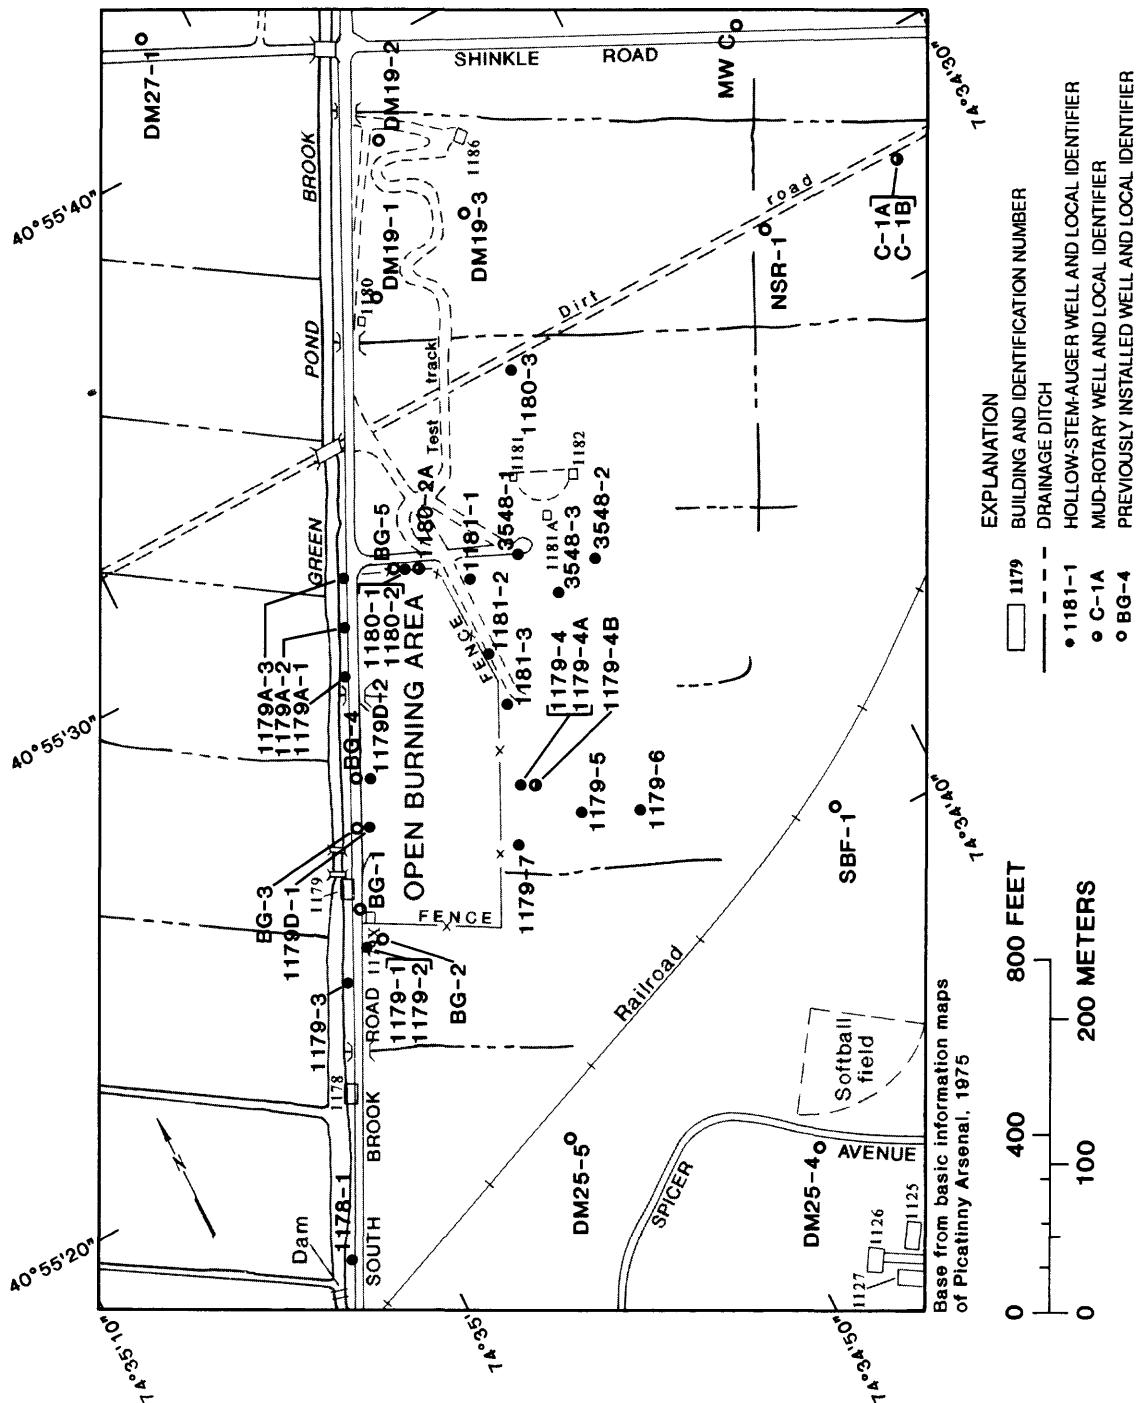 40°55'20"
40°55'30"
40°55'40"
74°35'10"
74°35'
74°34'50"
74°34'40"
74°34'30"
DM27-1
SHINKLE ROAD
MW C
DM19-2
1186
DM19-1
1180
DM19-3
Dirt road
NSR-1
C-1A
C-1B
GREEN POND BROOK
Test track
1180-3
1181
1182
1181A
3548-1
3548-2
3548-3
1180-2A
BG-5
1180-1
1180-2
1181-1
1181-2
1181-3
FENCE
OPEN BURNING AREA
1179A-3
1179A-2
1179A-1
1179D-2
BG-4
1179-4
1179-4A
1179-4B
1179-5
1179-6
1179-7
BG-3
1179D-1
1179
BG-1
FENCE
1179-3
1179-1
1179-2
BG-2
1178
1178-1
Dam
N
SOUTH BROOK ROAD
Railroad
SBF-1
Softball
field
DM25-5
DM25-4
SPICER AVENUE
1125
1126
1127
Base from basic information maps
of Picatinny Arsenal, 1975
0 400 800 FEET
0 100 200 METERS
EXPLANATION
1179 BUILDING AND IDENTIFICATION NUMBER
DRAINAGE DITCH
1181-1 HOLLOW-STEM-AUGER WELL AND LOCAL IDENTIFIER
C-1A MUD-ROTARY WELL AND LOCAL IDENTIFIER
BG-4 PREVIOUSLY INSTALLED WELL AND LOCAL IDENTIFIER